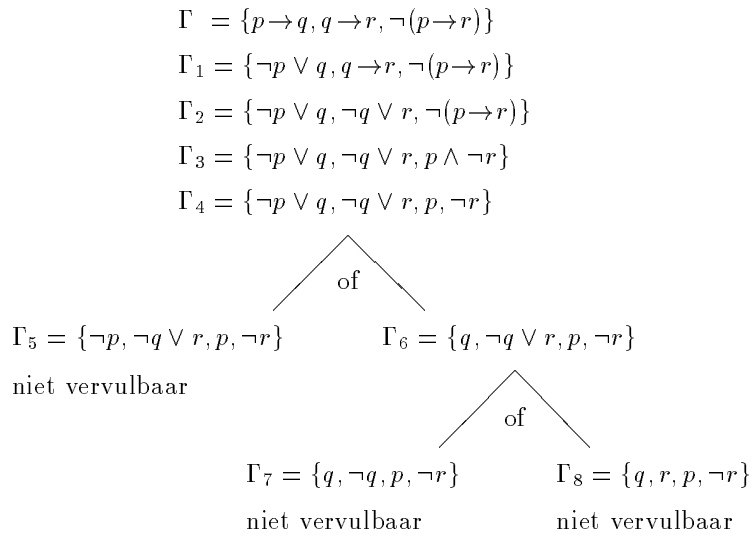 Γ = {p→q, q→r, ¬(p→r)}
Γ₁ = {¬p ∨ q, q→r, ¬(p→r)}
Γ₂ = {¬p ∨ q, ¬q ∨ r, ¬(p→r)}
Γ₃ = {¬p ∨ q, ¬q ∨ r, p ∧ ¬r}
Γ₄ = {¬p ∨ q, ¬q ∨ r, p, ¬r}
of
Γ₅ = {¬p, ¬q ∨ r, p, ¬r}
Γ₆ = {q, ¬q ∨ r, p, ¬r}
niet vervulbaar
of
Γ₇ = {q, ¬q, p, ¬r}
Γ₈ = {q, r, p, ¬r}
niet vervulbaar
niet vervulbaar